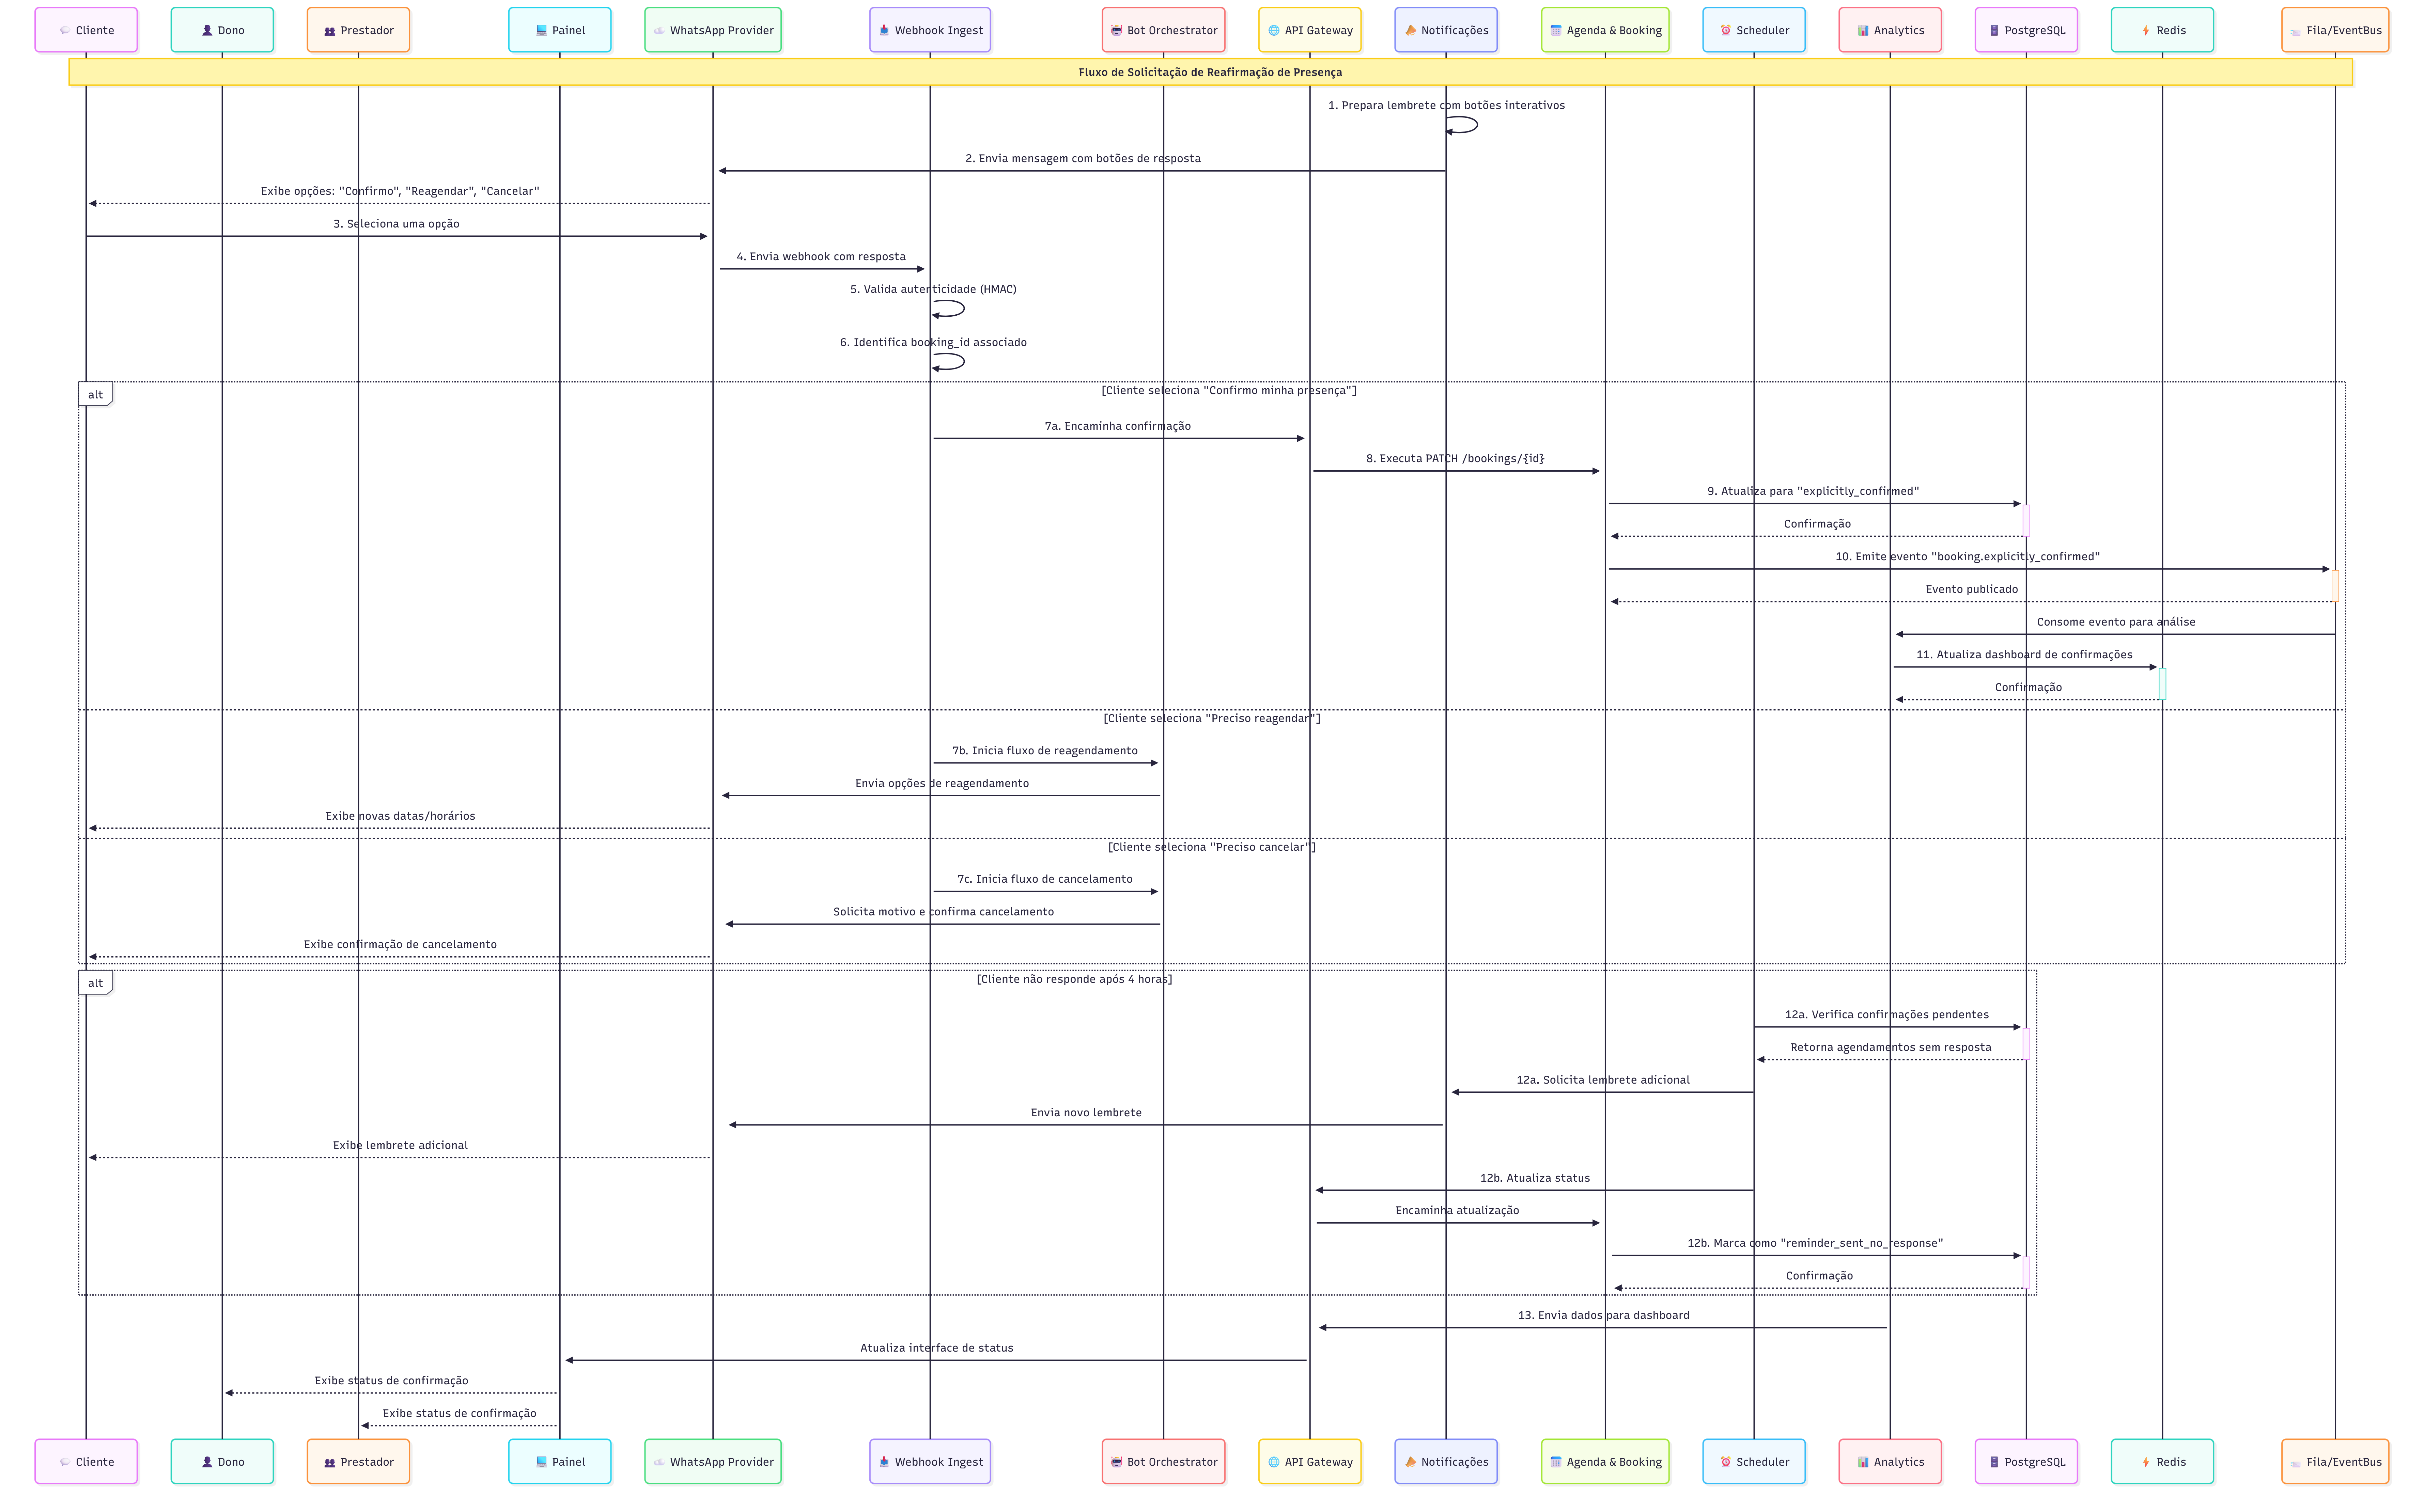 Cliente
Dono
Prestador
Painel
WhatsApp Provider
Webhook Ingest
Bot Orchestrator
API Gateway
Notificações
Agenda & Booking
Scheduler
Analytics
PostgreSQL
Redis
Fila/EventBus
Fluxo de Solicitação de Reafirmação de Presença
1. Prepara lembrete com botões interativos
2. Envia mensagem com botões de resposta
Exibe opções: "Confirmo", "Reagendar", "Cancelar"
3. Seleciona uma opção
4. Envia webhook com resposta
5. Valida autenticidade (HMAC)
6. Identifica booking_id associado
alt
[Cliente seleciona "Confirmo minha presença"]
7a. Encaminha confirmação
8. Executa PATCH /bookings/{id}
9. Atualiza para "explicitly_confirmed"
Confirmação
10. Emite evento "booking.explicitly_confirmed"
Evento publicado
Consome evento para análise
11. Atualiza dashboard de confirmações
Confirmação
[Cliente seleciona "Preciso reagendar"]
7b. Inicia fluxo de reagendamento
Envia opções de reagendamento
Exibe novas datas/horários
[Cliente seleciona "Preciso cancelar"]
7c. Inicia fluxo de cancelamento
Solicita motivo e confirma cancelamento
Exibe confirmação de cancelamento
alt
[Cliente não responde após 4 horas]
12a. Verifica confirmações pendentes
Retorna agendamentos sem resposta
12a. Solicita lembrete adicional
Envia novo lembrete
Exibe lembrete adicional
12b. Atualiza status
Encaminha atualização
12b. Marca como "reminder_sent_no_response"
Confirmação
13. Envia dados para dashboard
Atualiza interface de status
Exibe status de confirmação
Exibe status de confirmação
Cliente
Dono
Prestador
Painel
WhatsApp Provider
Webhook Ingest
Bot Orchestrator
API Gateway
Notificações
Agenda & Booking
Scheduler
Analytics
PostgreSQL
Redis
Fila/EventBus